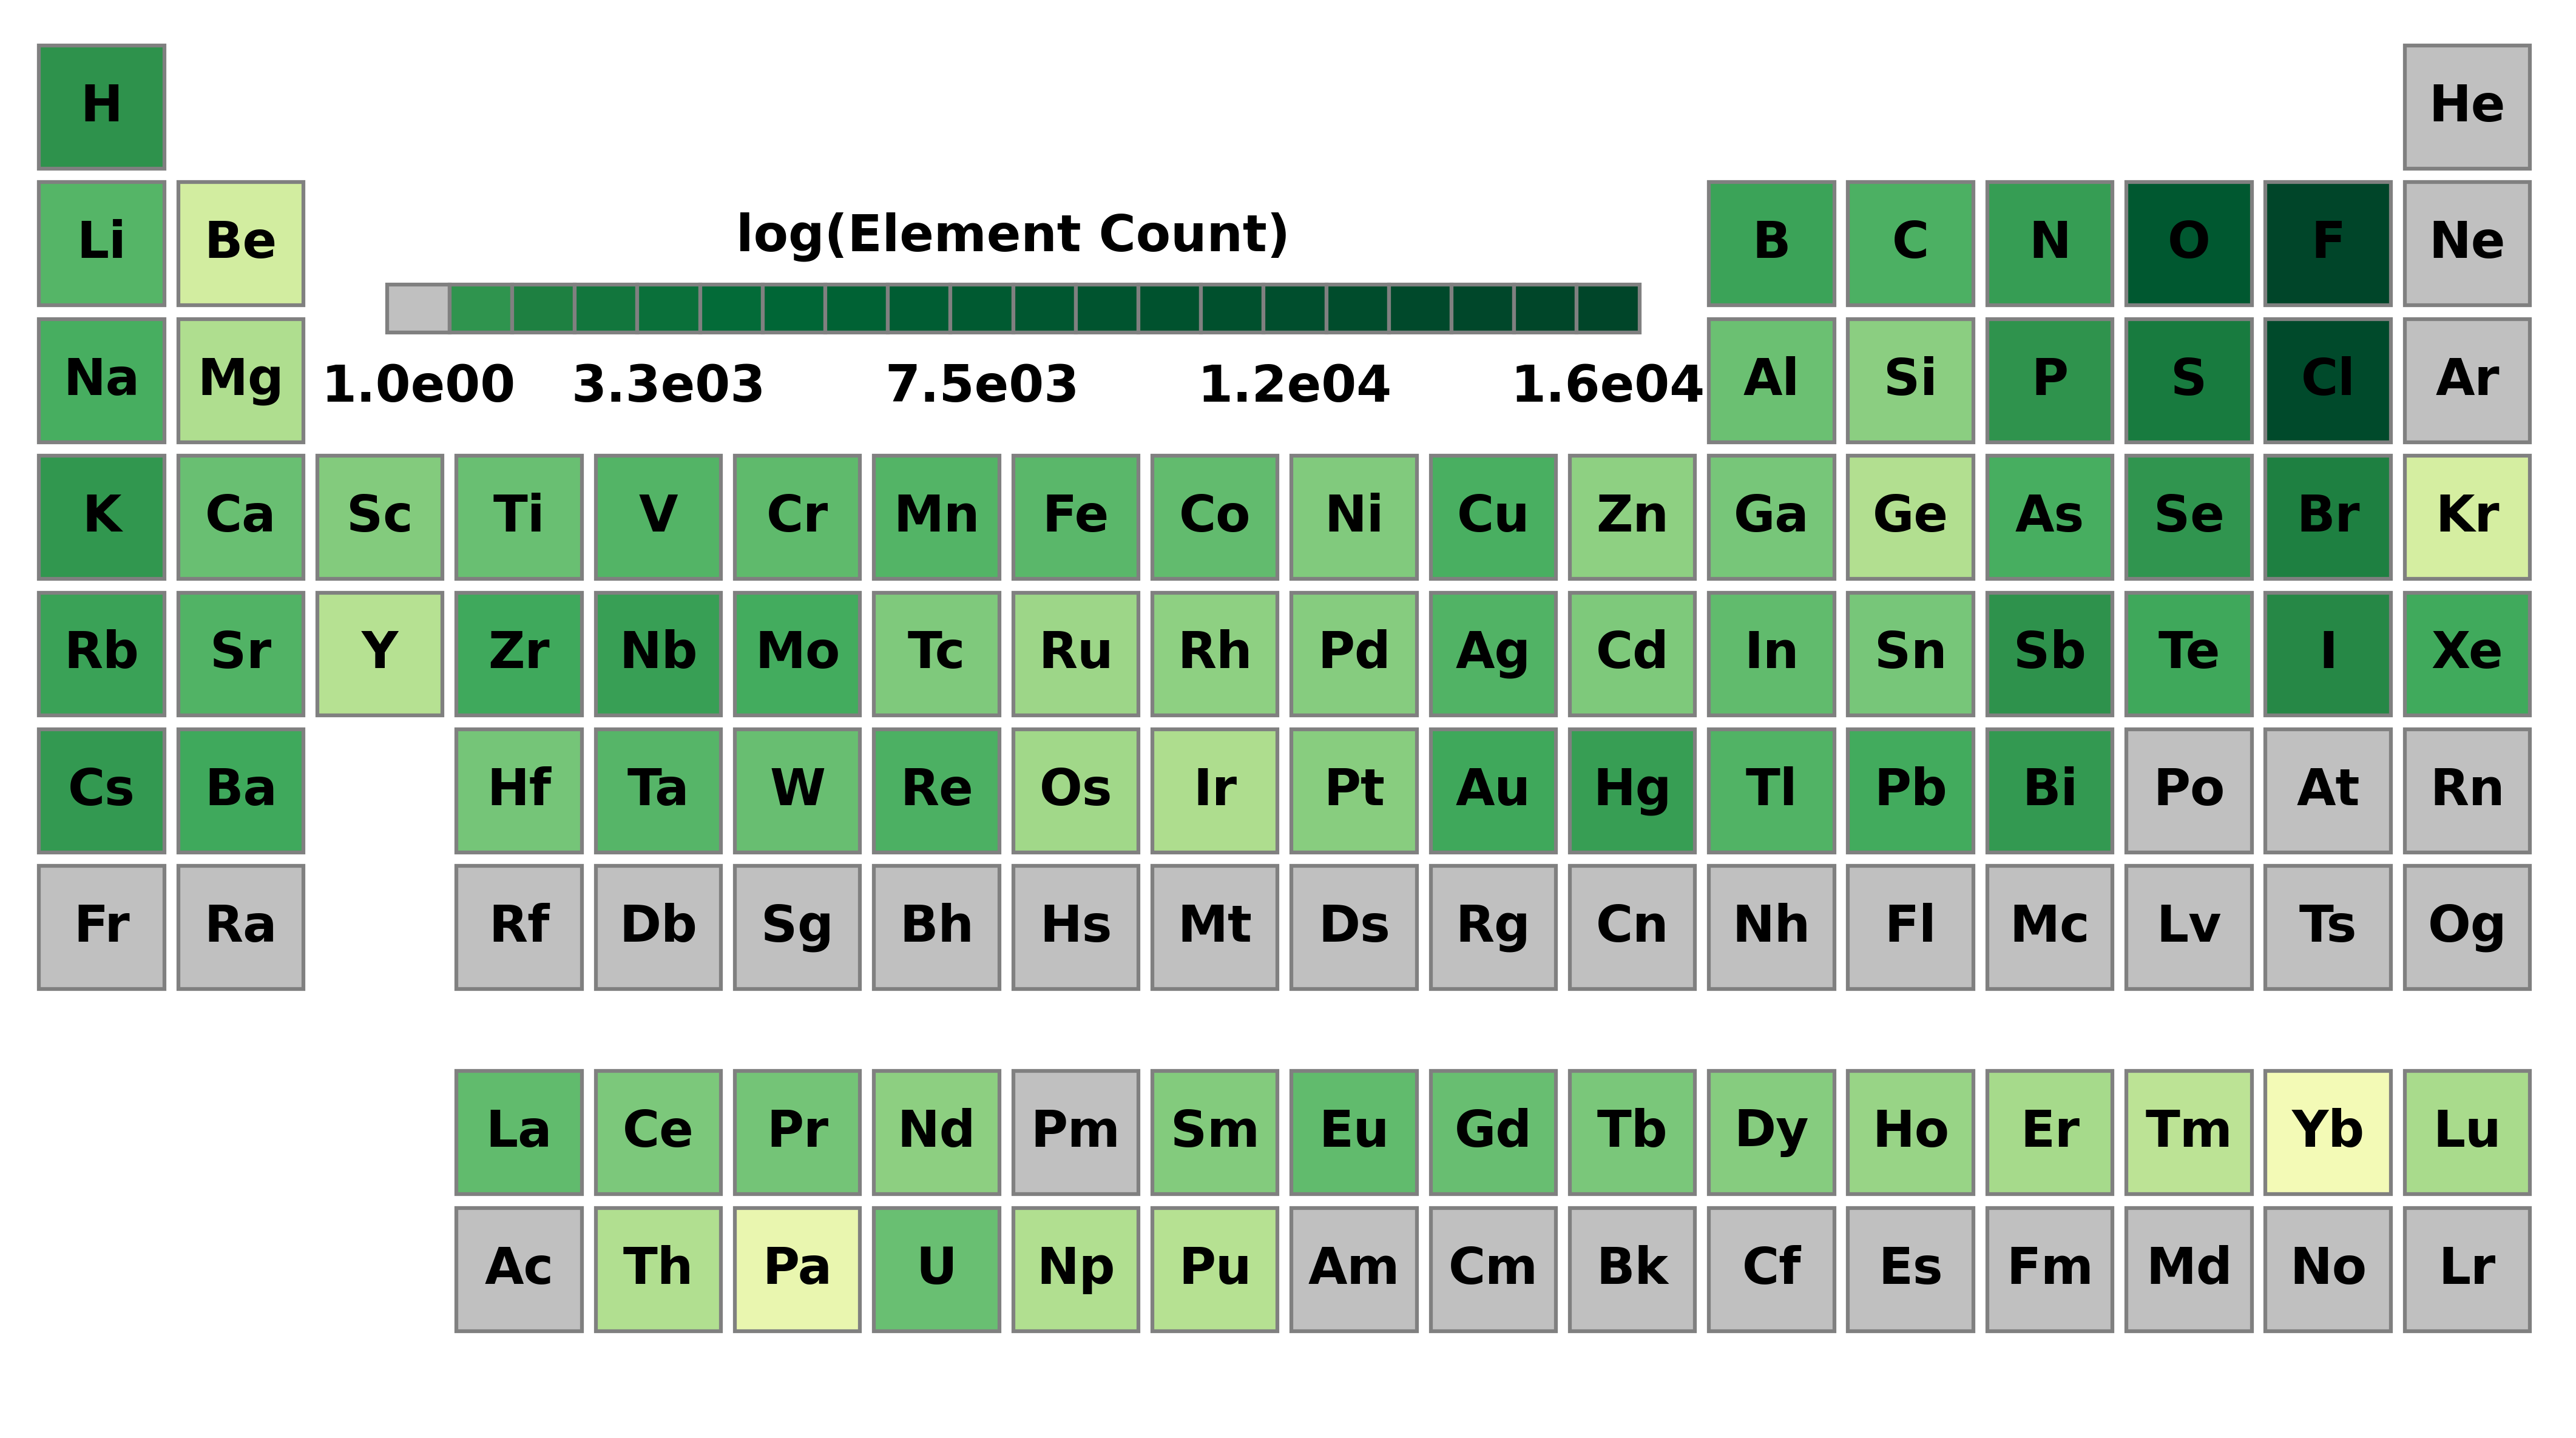 H He
Li Be log(Element Count) B C N O F Ne
Na Mg 1.0e00 3.3e03 7.5e03 1.2e04 1.6e04 Al Si P S Cl Ar
K Ca Sc Ti V Cr Mn Fe Co Ni Cu Zn Ga Ge As Se Br Kr
Rb Sr Y Zr Nb Mo Tc Ru Rh Pd Ag Cd In Sn Sb Te I Xe
Cs Ba Hf Ta W Re Os Ir Pt Au Hg Tl Pb Bi Po At Rn
Fr Ra Rf Db Sg Bh Hs Mt Ds Rg Cn Nh Fl Mc Lv Ts Og
La Ce Pr Nd Pm Sm Eu Gd Tb Dy Ho Er Tm Yb Lu
Ac Th Pa U Np Pu Am Cm Bk Cf Es Fm Md No Lr